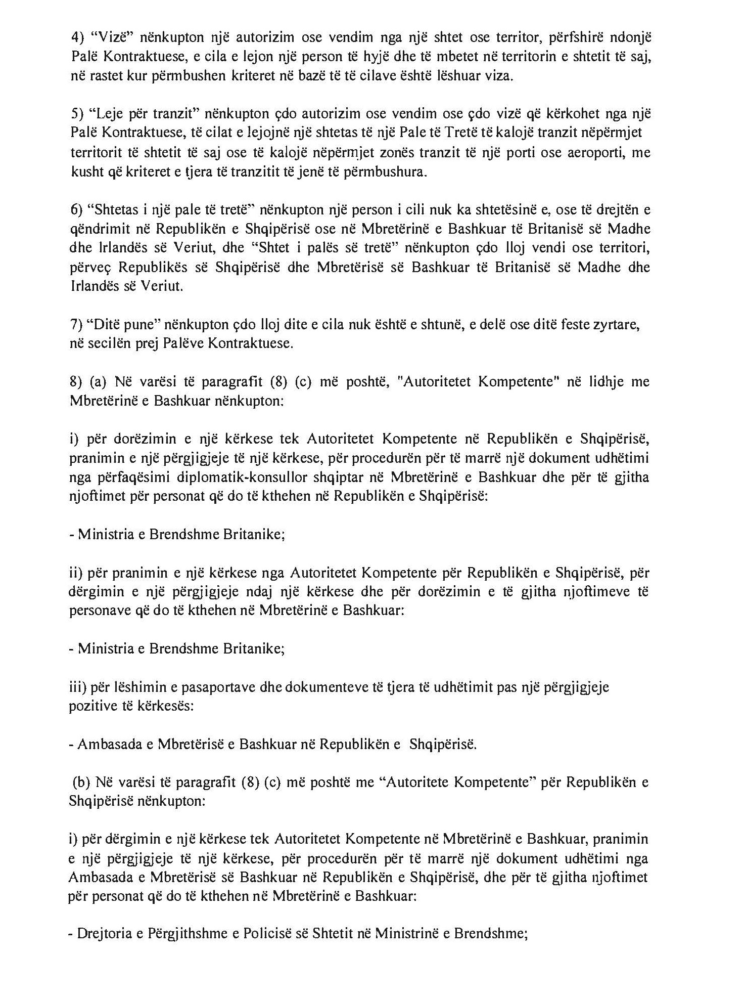 4) “Vizë” nënkupton një autorizim ose vendim nga një shtet ose territor, përfshirë ndonjë
Palë Kontraktuese, e cila e lejon një person të hyjë dhe të mbetet në territorin e shtetit të saj,
në rastet kur përmbushen kriteret në bazë të të cilave është lëshuar viza.
5) “Leje për tranzit” nënkupton çdo autorizim ose vendim ose çdo vizë që kërkohet nga një
Palë Kontraktuese, të cilat e lejojnë një shtetas të një Pale të Tretë të kalojë tranzit nëpërmjet
territorit të shtetit të saj ose të kalojë nëpërmjet zonës tranzit të një porti ose aeroporti, me
kusht që kriteret e tjera të tranzitit të jenë të përmbushura.
6) “Shtetas i një pale të tretë” nënkupton një person i cili nuk ka shtetësinë e, ose të drejtën e
qëndrimit në Republikën e Shqipërisë ose në Mbretërinë e Bashkuar të Britanisë së Madhe
dhe Irlandës së Veriut, dhe “Shtet i palës së tretë” nënkupton çdo lloj vendi ose territori,
përveç Republikës së Shqipërisë dhe Mbretërisë së Bashkuar të Britanisë së Madhe dhe
Irlandës së Veriut.
7) “Ditë pune” nënkupton çdo lloj dite e cila nuk është e shtunë, e delë ose ditë feste zyrtare,
në secilën prej Palëve Kontraktuese.
8) (a) Në varësi të paragrafit (8) (c) më poshtë, "Autoritetet Kompetente" në lidhje me
Mbretërinë e Bashkuar nënkupton:
i) për dorëzimin e një kërkese tek Autoritetet Kompetente në Republikën e Shqipërisë,
pranimin e një përgjigjeje të një kërkese, për procedurën për të marrë një dokument udhëtimi
nga përfaqësimi diplomatik-konsullor shqiptar në Mbretërinë e Bashkuar dhe për të gjitha
njoftimet për personat që do të kthehen në Republikën e Shqipërisë:
- Ministria e Brendshme Britanike;
ii) për pranimin e një kërkese nga Autoritetet Kompetente për Republikën e Shqipërisë, për
dërgimin e një përgjigjeje ndaj një kërkese dhe për dorëzimin e të gjitha njoftimeve të
personave që do të kthehen në Mbretërinë e Bashkuar:
- Ministria e Brendshme Britanike;
iii) për lëshimin e pasaportave dhe dokumenteve të tjera të udhëtimit pas një përgjigjeje
pozitive të kërkesës:
- Ambasada e Mbretërisë e Bashkuar në Republikën e Shqipërisë.
(b) Në varësi të paragrafit (8) (c) më poshtë me “Autoritete Kompetente” për Republikën e
Shqipërisë nënkupton:
i) për dërgimin e një kërkese tek Autoritetet Kompetente në Mbretërinë e Bashkuar, pranimin
e një përgjigjeje të një kërkese, për procedurën për të marrë një dokument udhëtimi nga
Ambasada e Mbretërisë së Bashkuar në Republikën e Shqipërisë, dhe për të gjitha njoftimet
për personat që do të kthehen në Mbretërinë e Bashkuar:
- Drejtoria e Përgjithshme e Policisë së Shtetit në Ministrinë e Brendshme;